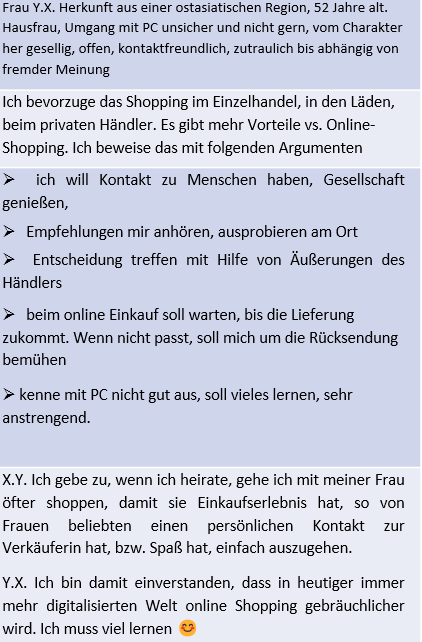 Frau Y.X. Herkunft aus einer ostasiatischen Region, 52 Jahre alt.
Hausfrau, Umgang mit PC unsicher und nicht gern, vom Charakter
her gesellig, offen, kontaktfreundlich, zutraulich bis abhängig von
fremder Meinung
Ich bevorzuge das Shopping im Einzelhandel, in den Läden,
beim privaten Händler. Es gibt mehr Vorteile vs. Online-
Shopping. Ich beweise das mit folgenden Argumenten
➢ ich will Kontakt zu Menschen haben, Gesellschaft
genießen,
➢ Empfehlungen mir anhören, ausprobieren am Ort
➢ Entscheidung treffen mit Hilfe von Äußerungen des
Händlers
➢ beim online Einkauf soll warten, bis die Lieferung
zukommt. Wenn nicht passt, soll mich um die Rücksendung
bemühen
➢ kenne mit PC nicht gut aus, soll vieles lernen, sehr
anstrengend.
X.Y. Ich gebe zu, wenn ich heirate, gehe ich mit meiner Frau
öfter shoppen, damit sie Einkaufserlebnis hat, so von
Frauen beliebten einen persönlichen Kontakt zur
Verkäuferin hat, bzw. Spaß hat, einfach auszugehen.
Y.X. Ich bin damit einverstanden, dass in heutiger immer
mehr digitalisierten Welt online Shopping gebräuchlicher
wird. Ich muss viel lernen 😊